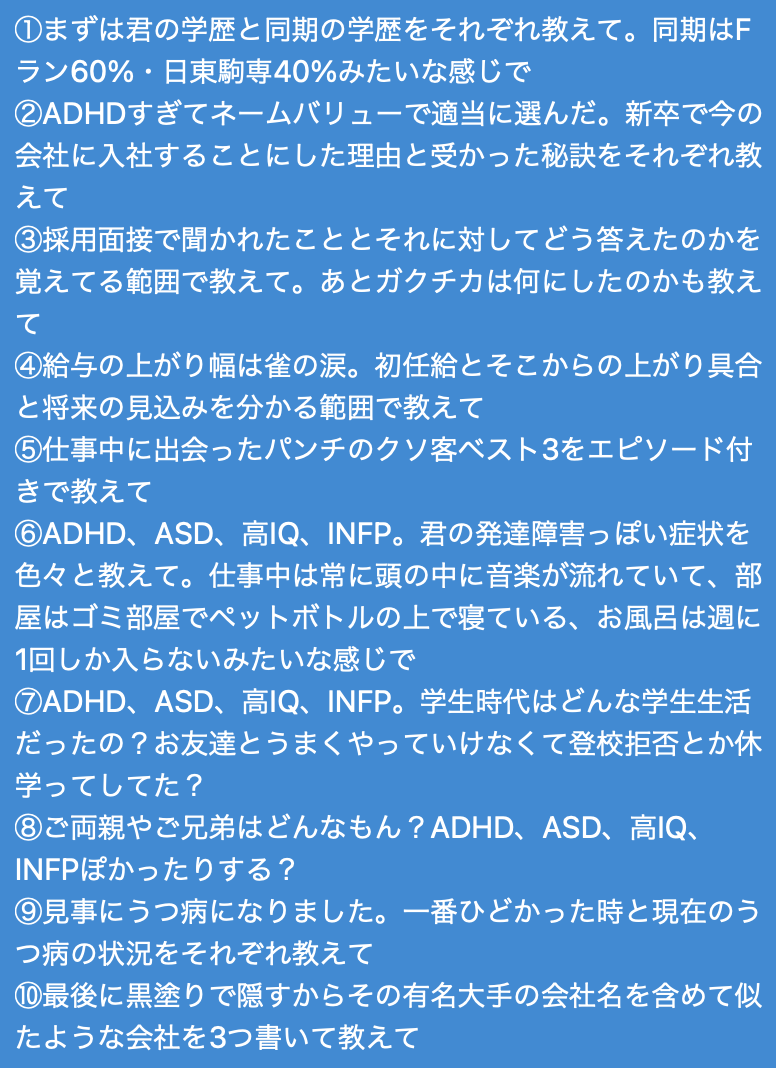 ①まずは君の学歴と同期の学歴をそれぞれ教えて。同期はF
ラン60%・日東駒専40%みたいな感じで
②ADHDすぎてネームバリューで適当に選んだ。新卒で今の
会社に入社することにした理由と受かった秘訣をそれぞれ教
えて
③採用面接で聞かれたこととそれに対してどう答えたのかを
覚えてる範囲で教えて。あとガクチカは何にしたのかも教え
て
④給与の上がり幅は雀の涙。初任給とそこからの上がり具合
と将来の見込みを分かる範囲で教えて
⑤仕事中に出会ったパンチのクソ客ベスト3をエピソード付
きで教えて
⑥ADHD、ASD、高IQ、INFP。君の発達障害っぽい症状を
色々と教えて。仕事中は常に頭の中に音楽が流れていて、部
屋はゴミ部屋でペットボトルの上で寝ている、お風呂は週に
1回しか入らないみたいな感じで
⑦ADHD、ASD、高IQ、INFP。学生時代はどんな学生生活
だったの？お友達とうまくやっていけなくて登校拒否とか休
学ってしてた？
⑧ご両親やご兄弟はどんなもん？ADHD、ASD、高IQ、
INFPぽかったりする？
⑨見事にうつ病になりました。一番ひどかった時と現在のう
つ病の状況をそれぞれ教えて
⑩最後に黒塗りで隠すからその有名大手の会社名を含めて似
たような会社を3つ書いて教えて